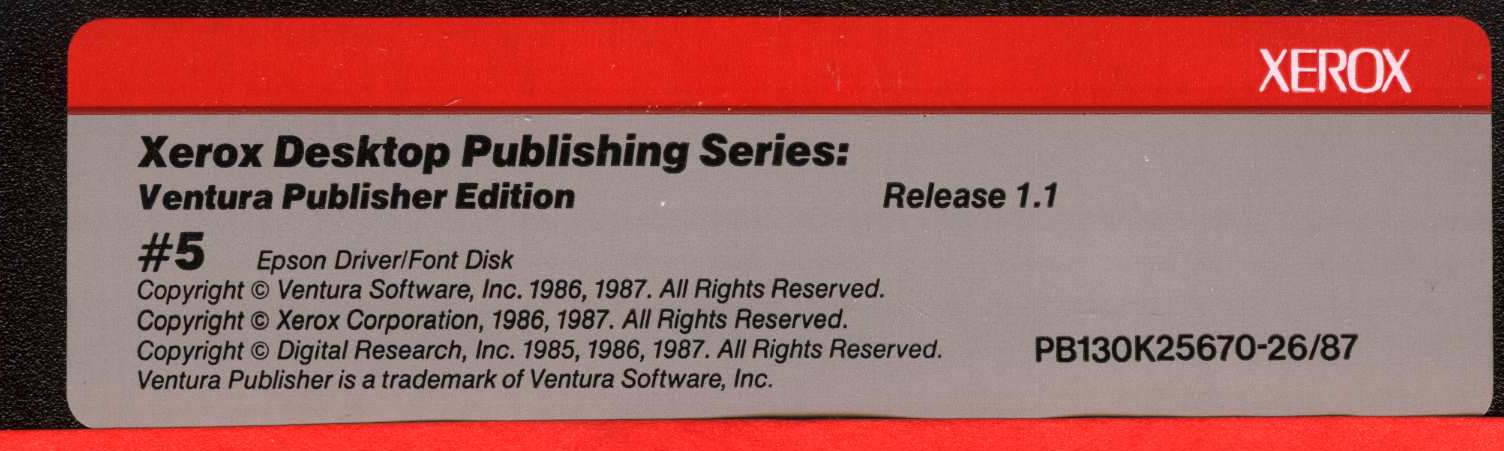 XEROX
Xerox Desktop Publishing Series:
Ventura Publisher Edition Release 1.1
#5 Epson Driver/Font Disk
Copyright © Ventura Software, Inc. 1986, 1987. All Rights Reserved.
Copyright © Xerox Corporation, 1986, 1987. All Rights Reserved.
Copyright © Digital Research, Inc. 1985, 1986, 1987. All Rights Reserved. PB130K25670-26/87
Ventura Publisher is a trademark of Ventura Software, Inc.